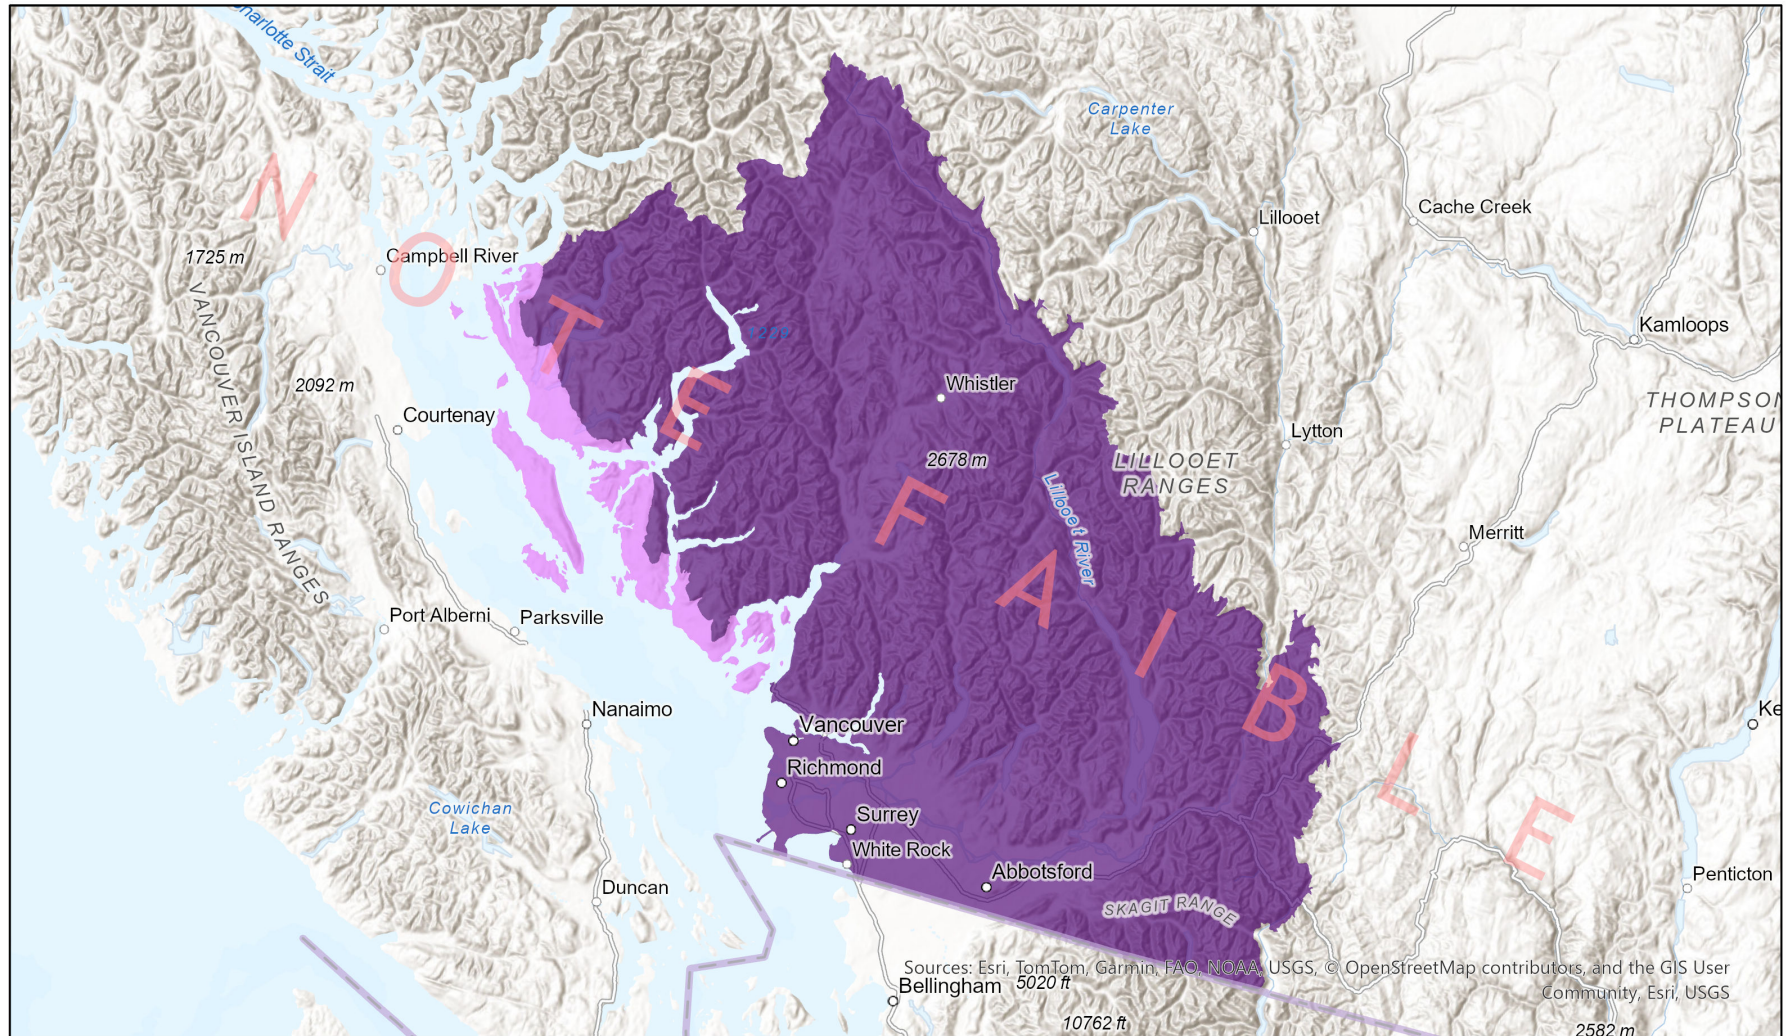 Charlotte Strait
Carpenter
Lake
Lillooet
Cache Creek
1725 m
Campbell River
Kamloops
VANCOUVER ISLAND RANGES
2092 m
Whistler
THOMPSON
PLATEAU
Courtenay
Lytton
2678 m
LILLOOET
RANGES
Lillooet River
Merritt
Port Alberni
Parksville
Nanaimo
Vancouver
Ke
Richmond
Cowichan
Lake
Surrey
White Rock
Abbotsford
Penticton
Duncan
SKAGIT RANGE
Sources: Esri, TomTom, Garmin, FAO, NOAA, USGS, © OpenStreetMap contributors, and the GIS User
Community, Esri, USGS
Bellingham
5020 ft
10762 ft
2582 m
NOTE FAIBLE